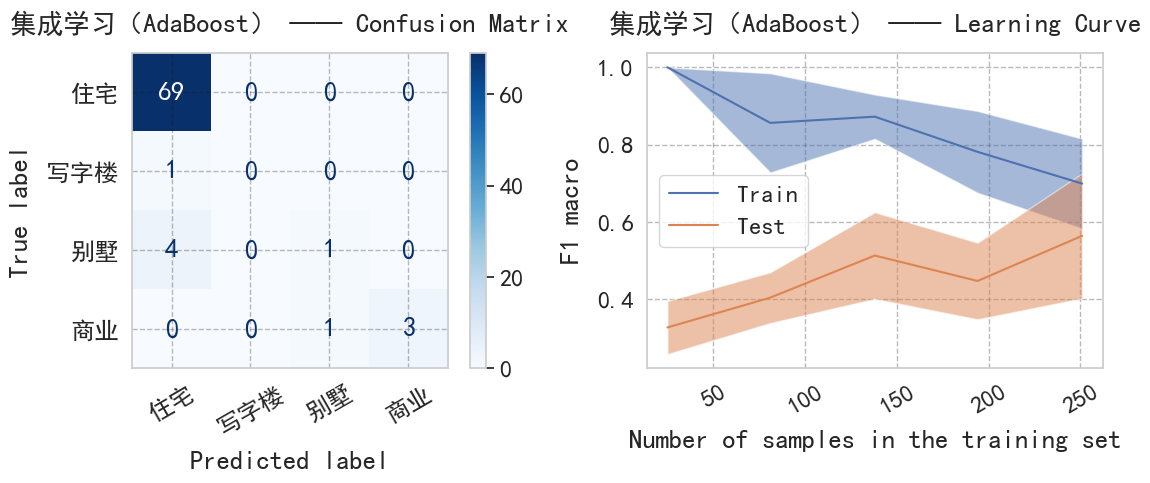 集成学习（AdaBoost） ─── Confusion Matrix
True label
住宅
写字楼
别墅
商业
69 0 0 0
1 0 0 0
4 0 1 0
0 0 1 3
住宅 写字楼 别墅 商业
Predicted label
60
40
20
0
集成学习（AdaBoost） ─── Learning Curve
F1 macro
1.0
0.8
0.6
0.4
Train
Test
50 100 150 200 250
Number of samples in the training set